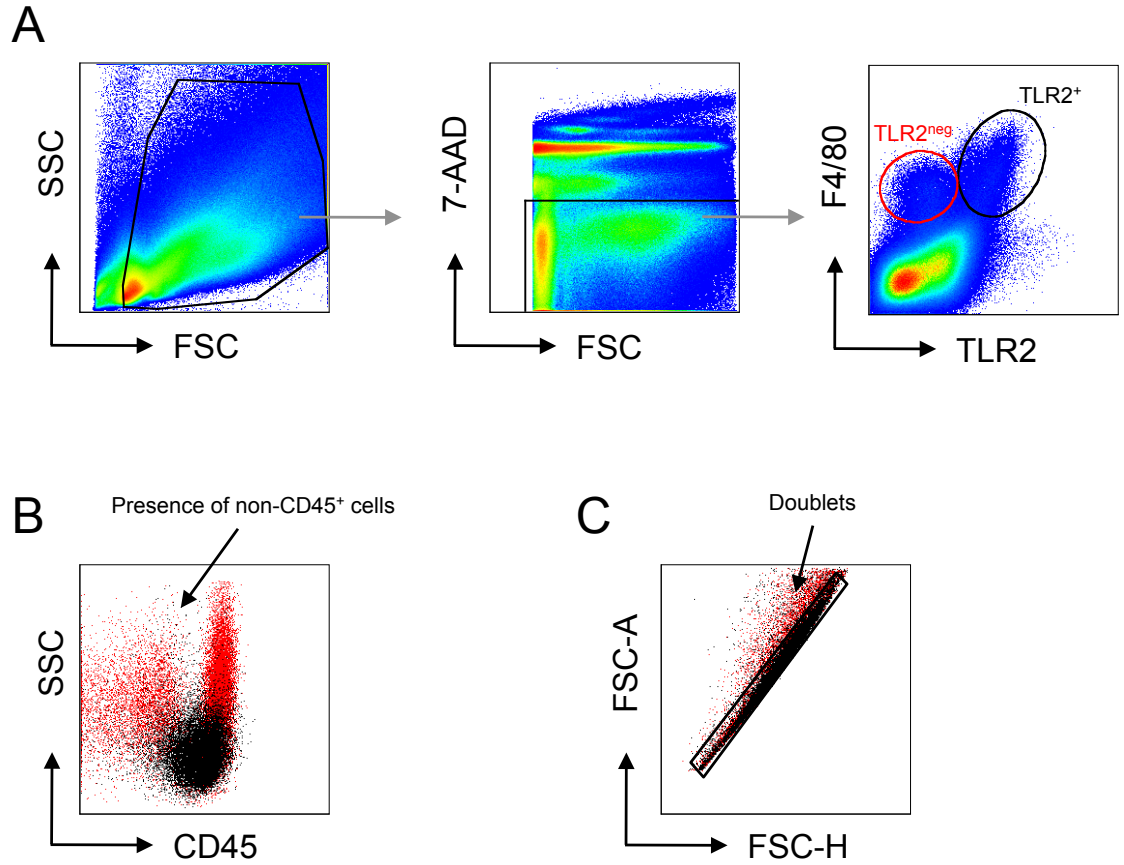 A
SSC
FSC
7-AAD
FSC
F4/80
TLR2
TLR2neg
TLR2+
B
Presence of non-CD45+ cells
SSC
CD45
C
Doublets
FSC-A
FSC-H